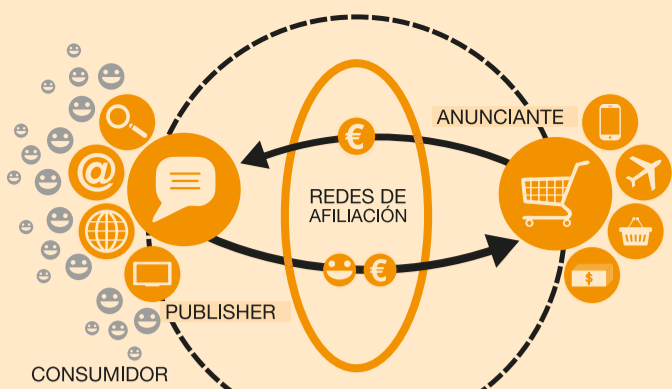 ANUNCIANTE
@
€
REDES DE
AFILIACIÓN
€
$
PUBLISHER
CONSUMIDOR